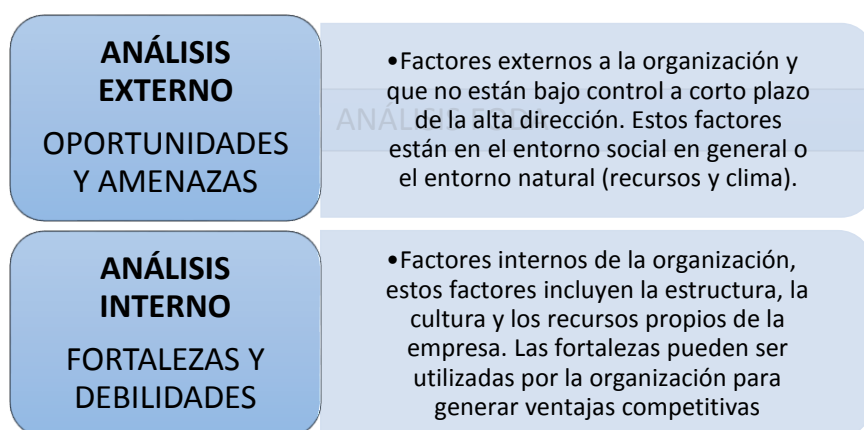 ANÁLISIS
EXTERNO
OPORTUNIDADES
Y AMENAZAS
•Factores externos a la organización y
que no están bajo control a corto plazo
de la alta dirección. Estos factores
están en el entorno social en general o
el entorno natural (recursos y clima).
ANÁLISIS FODA
ANÁLISIS
INTERNO
FORTALEZAS Y
DEBILIDADES
•Factores internos de la organización,
estos factores incluyen la estructura, la
cultura y los recursos propios de la
empresa. Las fortalezas pueden ser
utilizadas por la organización para
generar ventajas competitivas